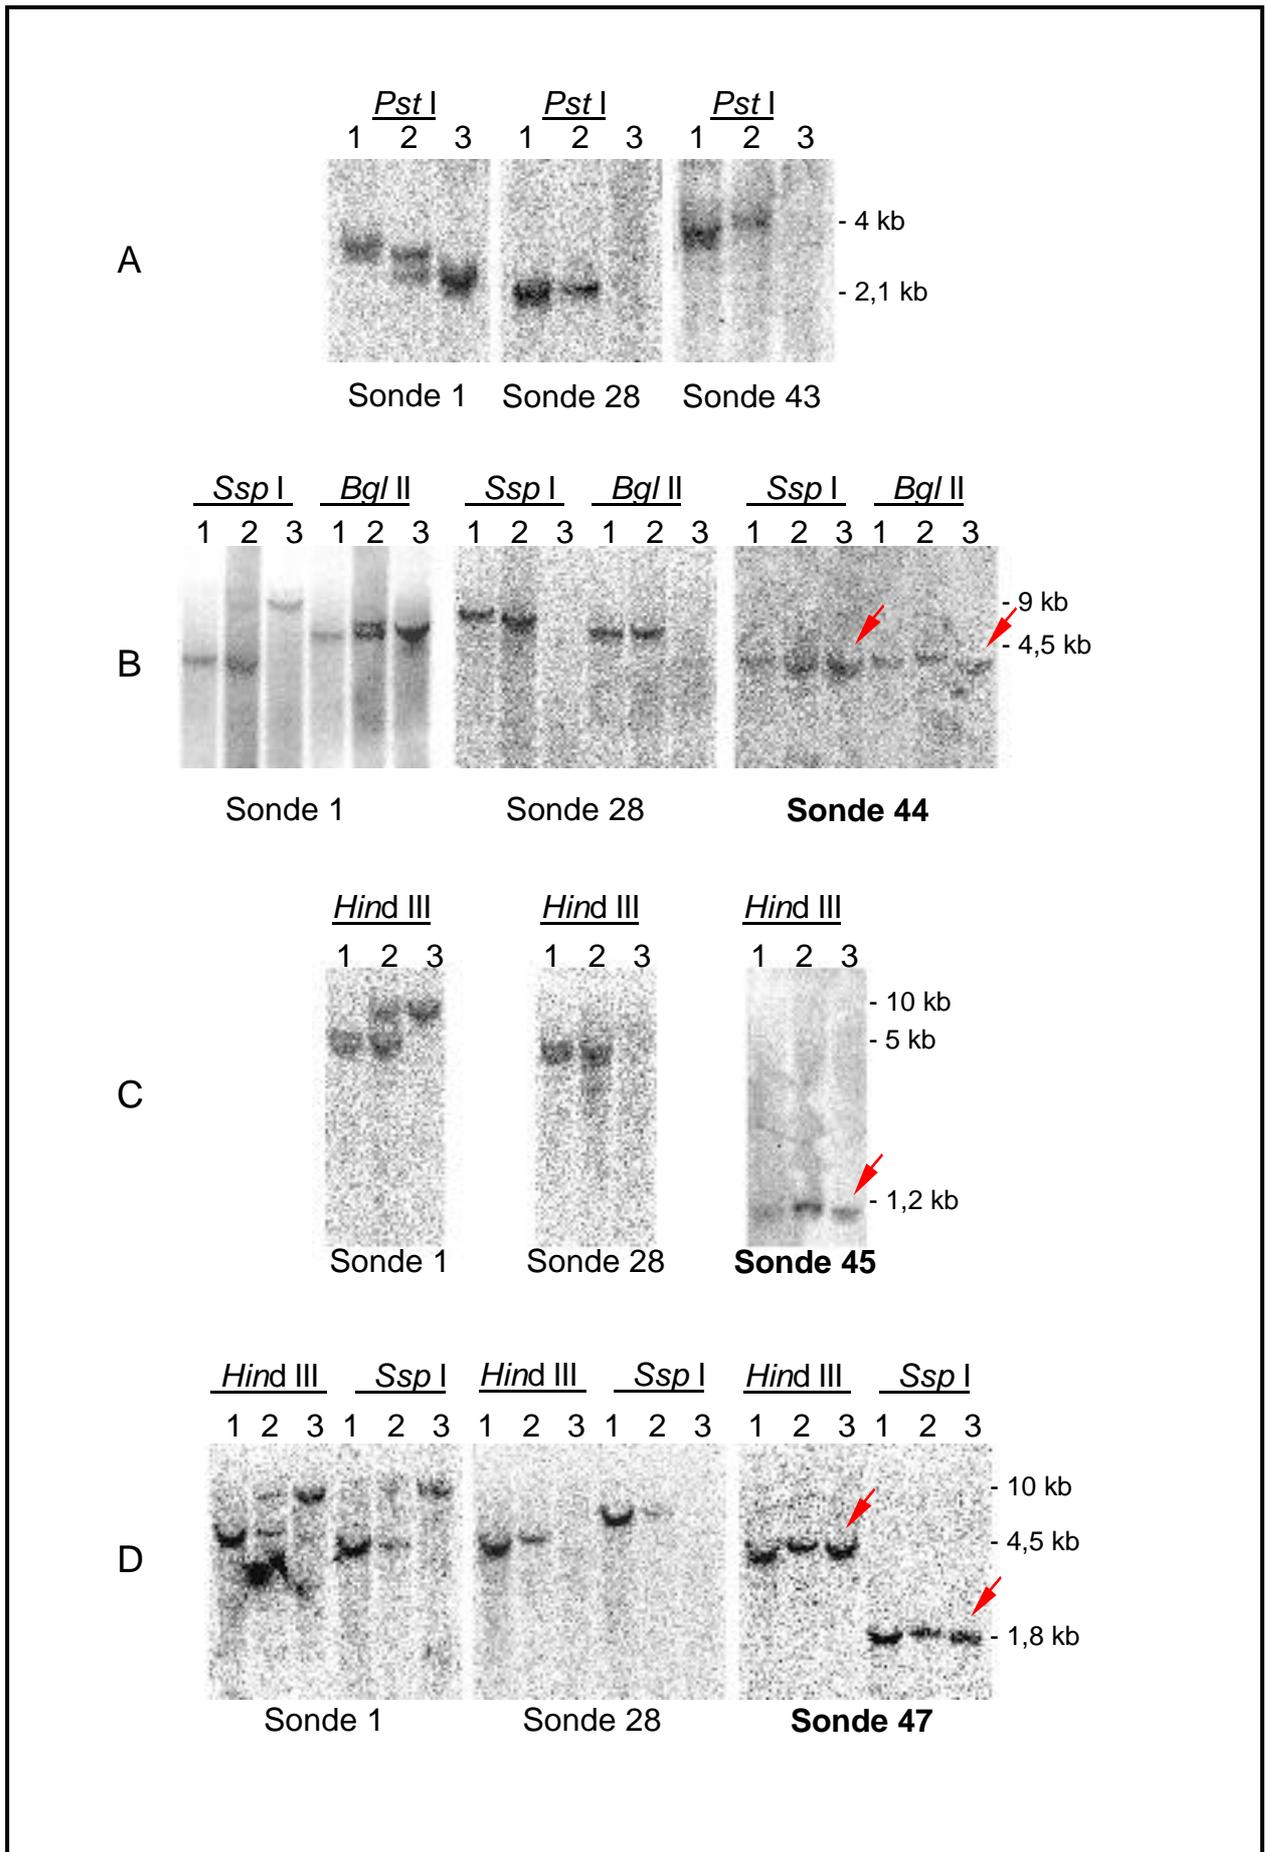 Pst I Pst I Pst I
1 2 3 1 2 3 1 2 3
- 4 kb
A
- 2,1 kb
Sonde 1 Sonde 28 Sonde 43
Ssp I Bgl II Ssp I Bgl II Ssp I Bgl II
1 2 3 1 2 3 1 2 3 1 2 3 1 2 3 1 2 3
- 9 kb
- 4,5 kb
B
Sonde 1 Sonde 28 Sonde 44
Hind III Hind III Hind III
1 2 3 1 2 3 1 2 3
- 10 kb
- 5 kb
C
- 1,2 kb
Sonde 1 Sonde 28 Sonde 45
Hind III Ssp I Hind III Ssp I Hind III Ssp I
1 2 3 1 2 3 1 2 3 1 2 3 1 2 3 1 2 3
- 10 kb
- 4,5 kb
D
- 1,8 kb
Sonde 1 Sonde 28 Sonde 47